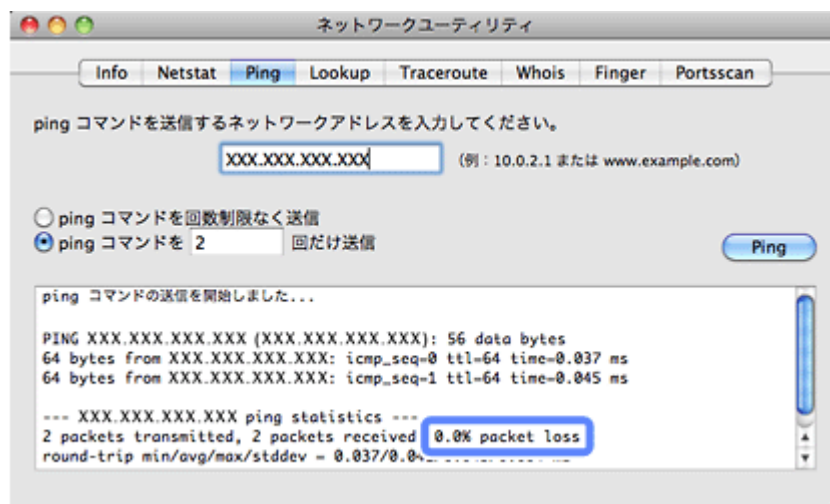 ネットワークユーティリティ
Info Netstat Ping Lookup Traceroute Whois Finger Portsscan
ping コマンドを送信するネットワークアドレスを入力してください。
XXX.XXX.XXX.XXX (例：10.0.2.1 または www.example.com)
ping コマンドを回数制限なく送信
ping コマンドを 2 回だけ送信
Ping
ping コマンドの送信を開始しました...
PING XXX.XXX.XXX.XXX (XXX.XXX.XXX.XXX): 56 data bytes
64 bytes from XXX.XXX.XXX.XXX: icmp_seq=0 ttl=64 time=0.037 ms
64 bytes from XXX.XXX.XXX.XXX: icmp_seq=1 ttl=64 time=0.045 ms
--- XXX.XXX.XXX.XXX ping statistics ---
2 packets transmitted, 2 packets received 0.0% packet loss
round-trip min/avg/max/stddev = ms